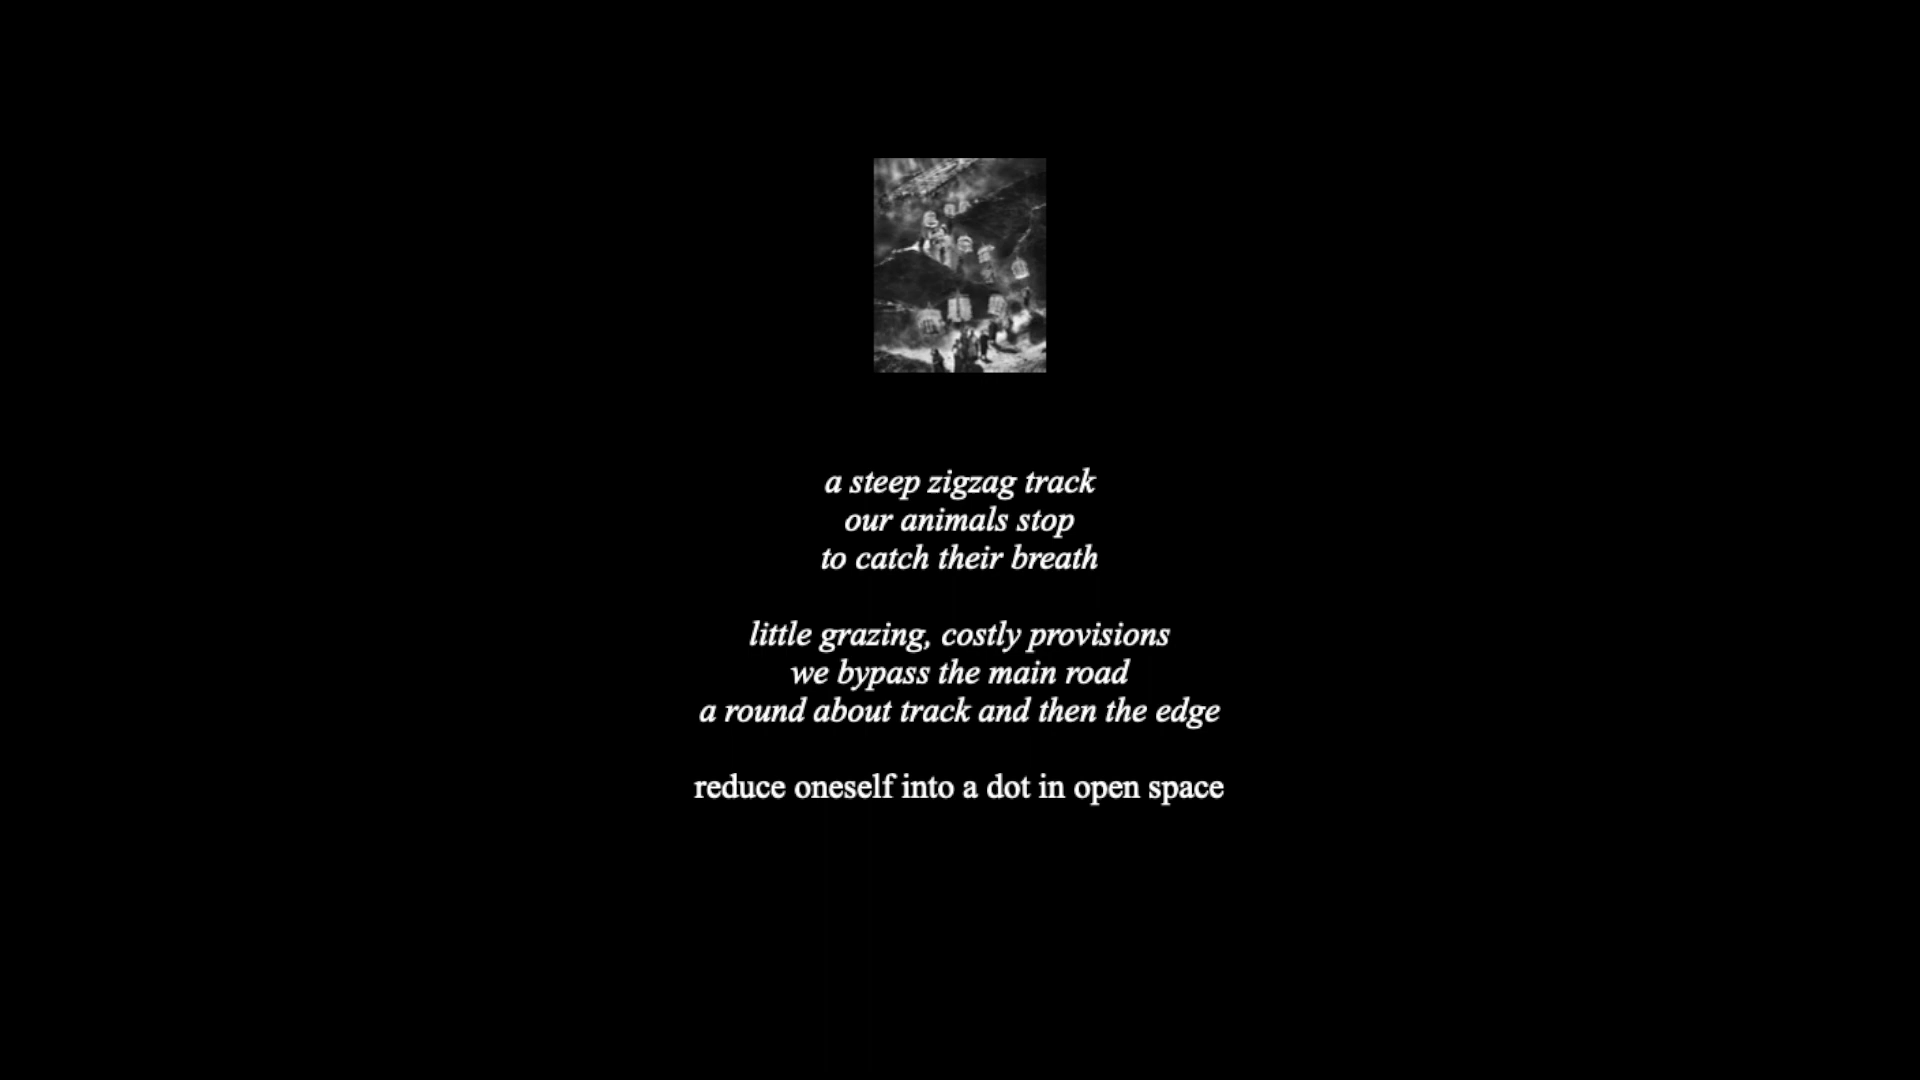 a steep zigzag track
our animals stop
to catch their breath
little grazing, costly provisions
we bypass the main road
a round about track and then the edge
reduce oneself into a dot in open space